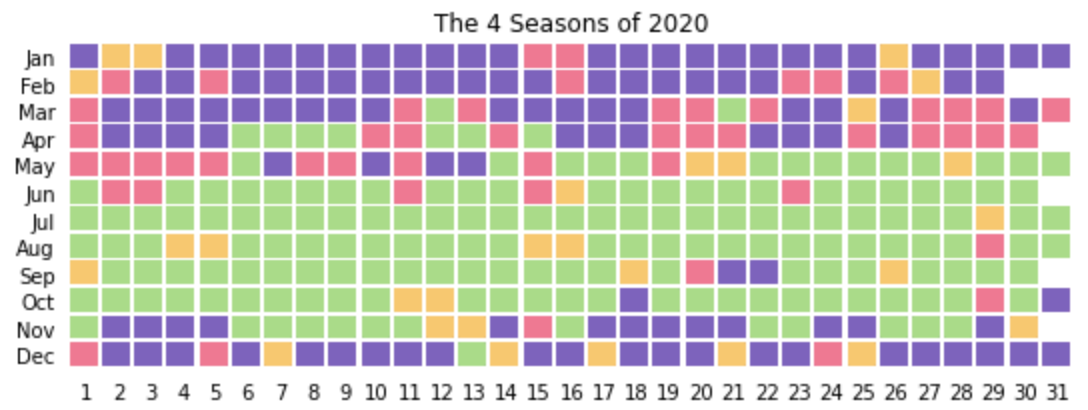 The 4 Seasons of 2020
Jan
Feb
Mar
Apr
May
Jun
Jul
Aug
Sep
Oct
Nov
Dec
1 2 3 4 5 6 7 8 9 10 11 12 13 14 15 16 17 18 19 20 21 22 23 24 25 26 27 28 29 30 31